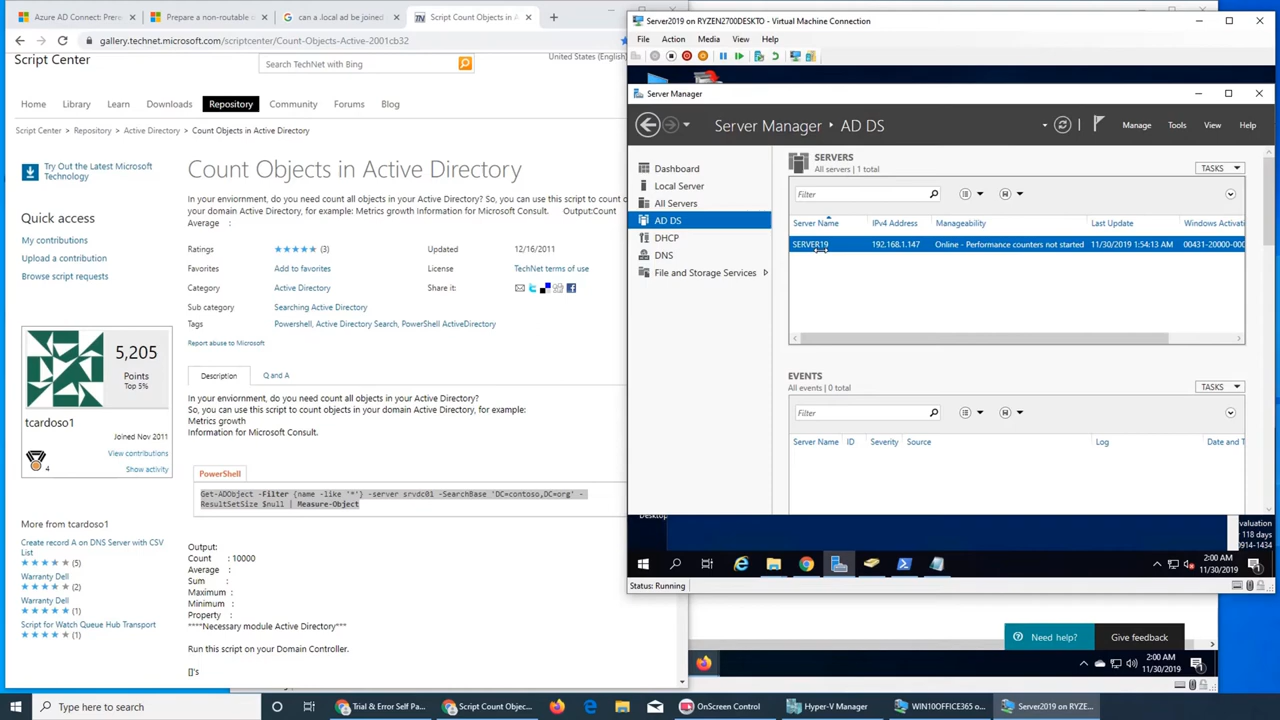 Azure AD Connect: Prere
Prepare a non-routable d
can a .local ad be joined
Script Count Objects in A
gallery.technet.microsoft.com/scriptcenter/Count-Objects-Active-2001cb32
Script Center
Search TechNet with Bing
United States (English)
Home Library Learn Downloads Repository Community Forums Blog
Script Center > Repository > Active Directory > Count Objects in Active Directory
Try Out the Latest Microsoft
Technology
Quick access
My contributions
Upload a contribution
Browse script requests
5,205
Points
Top 5%
tcardoso1
Joined Nov 2011
4
View contributions
Show activity
More from tcardoso1
Create record A on DNS Server with CSV
List
(5)
Warranty Dell
(2)
Warranty Dell
(1)
Script for Watch Queue Hub Transport
(1)
Count Objects in Active Directory
In your enviornment, do you need count all objects in your Active Directory? So, you can use this script to count o
your domain Active Directory, for example: Metrics growth Information for Microsoft Consult.  Output:Count
Average :
Ratings (3)
Updated 12/16/2011
Favorites Add to favorites
License TechNet terms of use
Category Active Directory
Share it:
Sub category Searching Active Directory
Tags Powershell, Active Directory Search, PowerShell ActiveDirectory
Report abuse to Microsoft
Description Q and A
In your enviorment, do you need count all objects in your Active Directory?
So, you can use this script to count objects in your domain Active Directory, for example:
Metrics growth
Information for Microsoft Consult.
PowerShell
Get-ADObject -Filter {name -like '*'} -server srvdc01 -SearchBase 'DC=contoso,DC=org' -
ResultSetSize $null | Measure-Object
Output:
Count : 10000
Average :
Sum :
Maximum :
Minimum :
Property :
****Necessary module Active Directory***
Run this script on your Domain Controller.
[]'s
Server2019 on RYZEN2700DESKTO - Virtual Machine Connection
File Action Media View Help
Server Manager
Server Manager ▸ AD DS
Manage Tools View Help
Dashboard
Local Server
All Servers
AD DS
DHCP
DNS
File and Storage Services
SERVERS
All servers | 1 total
TASKS
Filter
Server Name IPv4 Address Manageability Last Update Windows Activati
SERVER19 192.168.1.147 Online - Performance counters not started 11/30/2019 1:54:13 AM 00431-20000-000
EVENTS
All events | 0 total
TASKS
Filter
Server Name ID Severity Source Log Date and T
Desktop
evaluation
118 days
0914-1434
2:00 AM
11/30/2019
Status: Running
Need help?
Give feedback
2:00 AM
11/30/2019
Type here to search
Trial & Error Self Pa...
Script Count Objec...
OnScreen Control
Hyper-V Manager
WIN10OFFICE365 o...
Server2019 on RYZE...